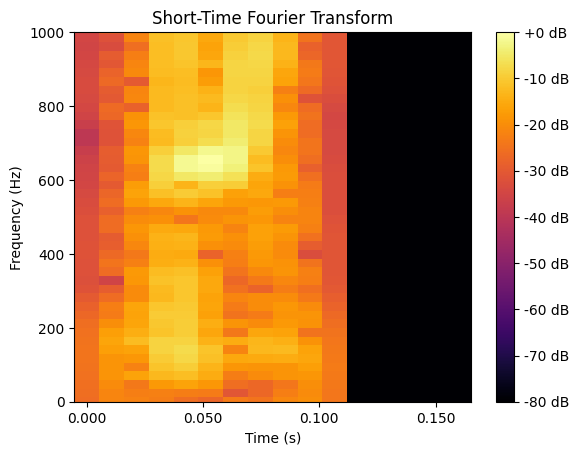 Short-Time Fourier Transform
Frequency (Hz)
1000
800
600
400
200
0
0.000
0.050
0.100
0.150
Time (s)
+0 dB
-10 dB
-20 dB
-30 dB
-40 dB
-50 dB
-60 dB
-70 dB
-80 dB